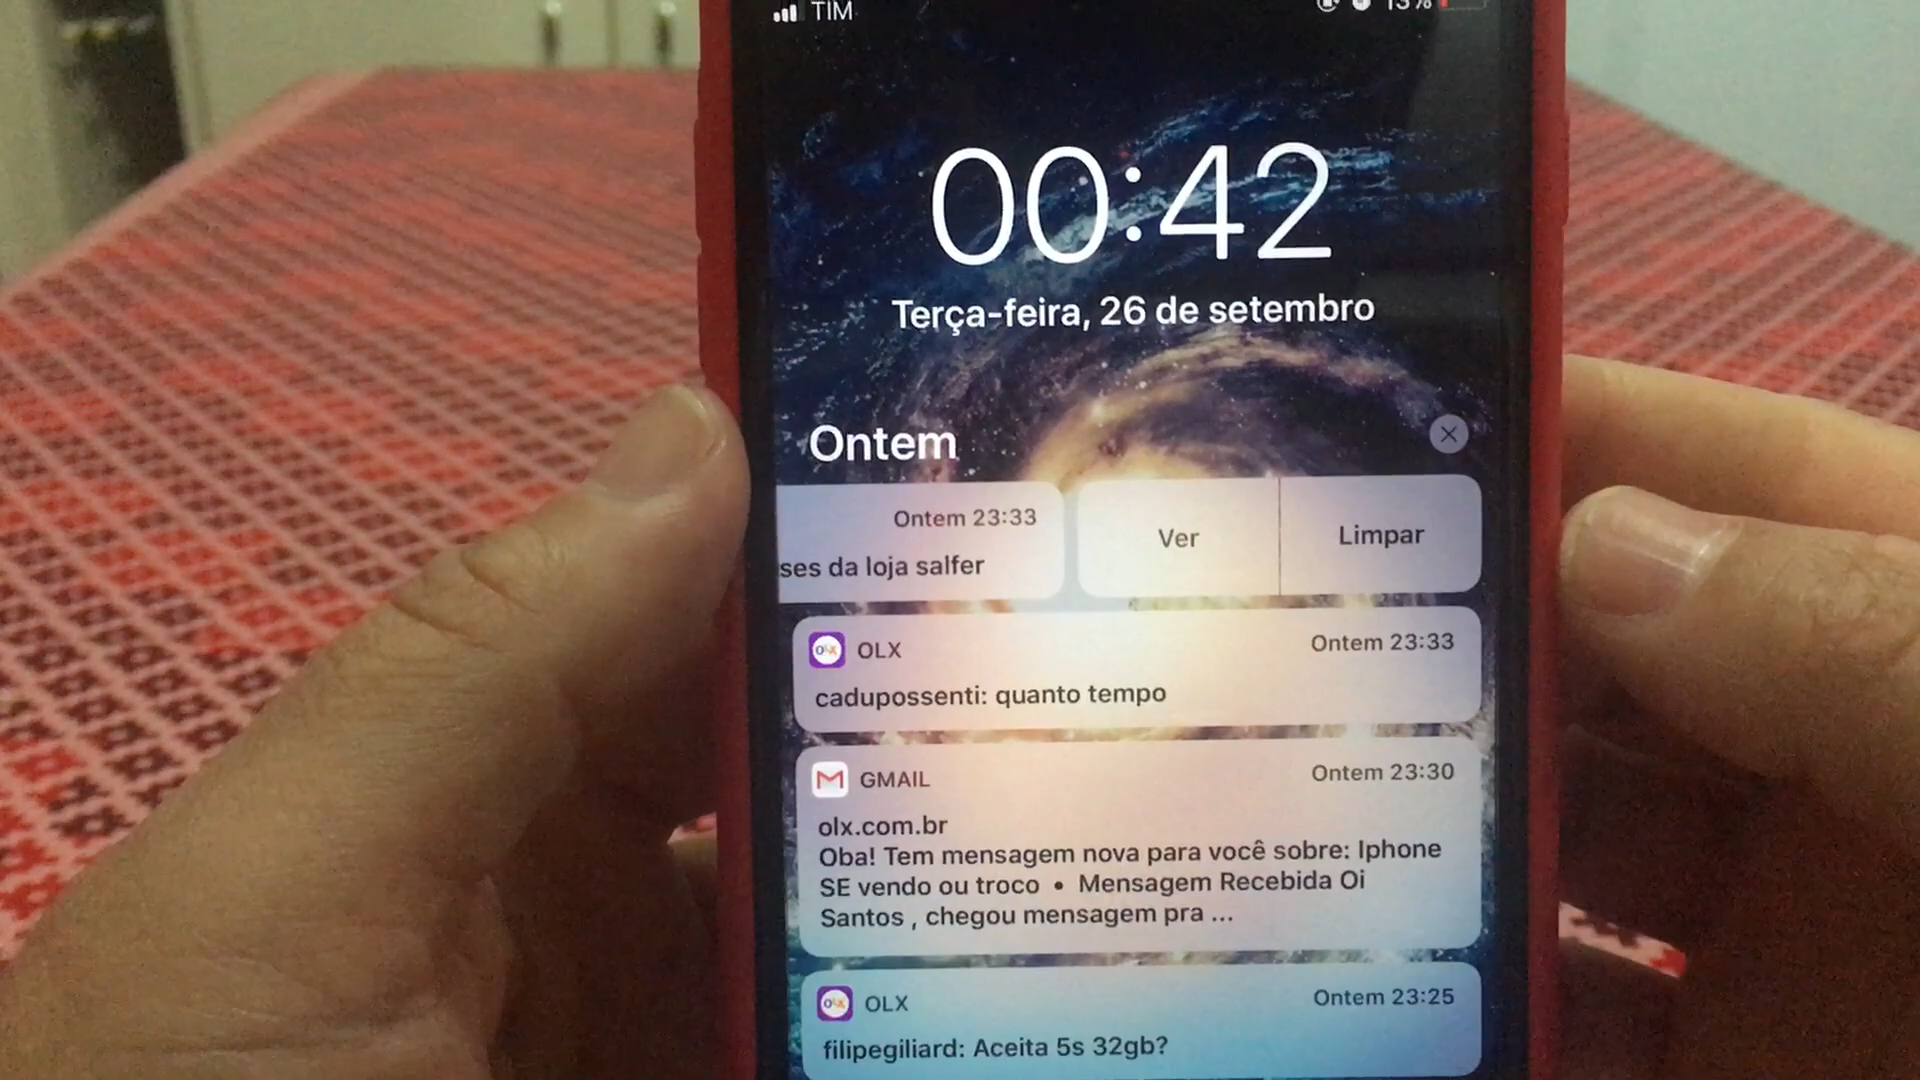 TIM 13%
00:42
Terça-feira, 26 de setembro
Ontem
Ontem 23:33
ses da loja salfer
Ver
Limpar
OLX Ontem 23:33
cadupossenti: quanto tempo
GMAIL Ontem 23:30
olx.com.br
Oba! Tem mensagem nova para você sobre: Iphone
SE vendo ou troco • Mensagem Recebida Oi
Santos , chegou mensagem pra ...
OLX Ontem 23:25
filipegiliard: Aceita 5s 32gb?